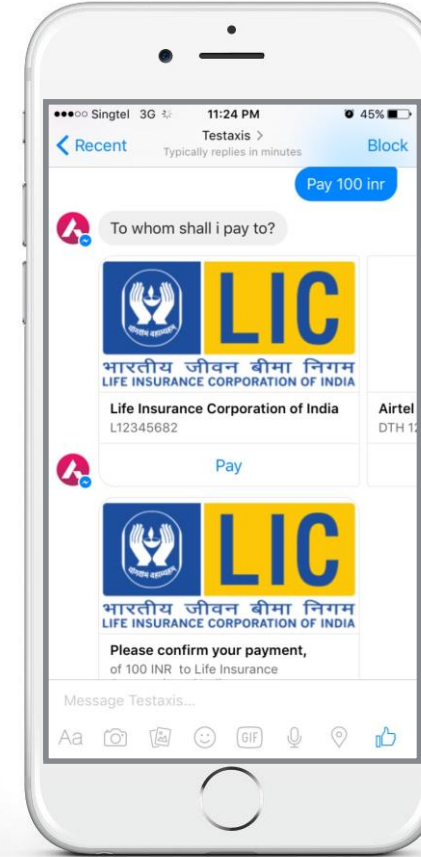 Singtel 3G 11:24 PM 45%
Recent
Testaxis >
Typically replies in minutes
Block
Pay 100 inr
To whom shall i pay to?
LIC
भारतीय जीवन बीमा निगम
LIFE INSURANCE CORPORATION OF INDIA
Life Insurance Corporation of India
L12345682
Pay
Airtel
DTH 12
LIC
भारतीय जीवन बीमा निगम
LIFE INSURANCE CORPORATION OF INDIA
Please confirm your payment,
of 100 INR to Life Insurance
Message Testaxis...
Aa
GIF